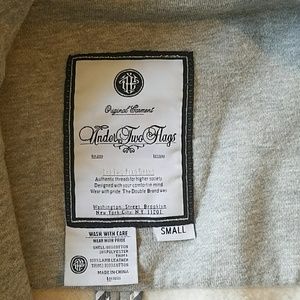 Original Garment
Under Two Flags
Authentic threads for higher society
Designed with your comfort in mind
Wear with pride. The Double Brand was
Washington Street Brooklyn
New York City N.Y. 11201
SMALL
WASH WITH CARE
WEAR WITH PRIDE
MADE IN CHINA